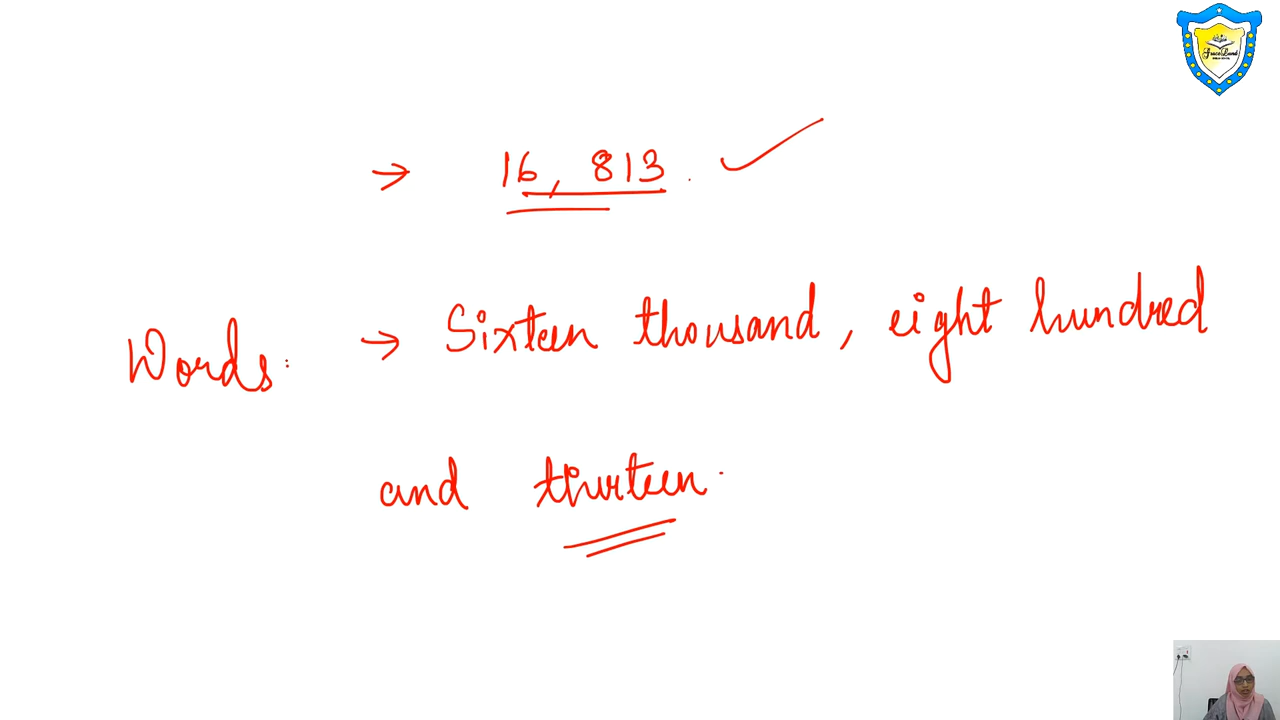 → 16, 813.
Words: → Sixteen thousand, eight hundred
and thirteen.